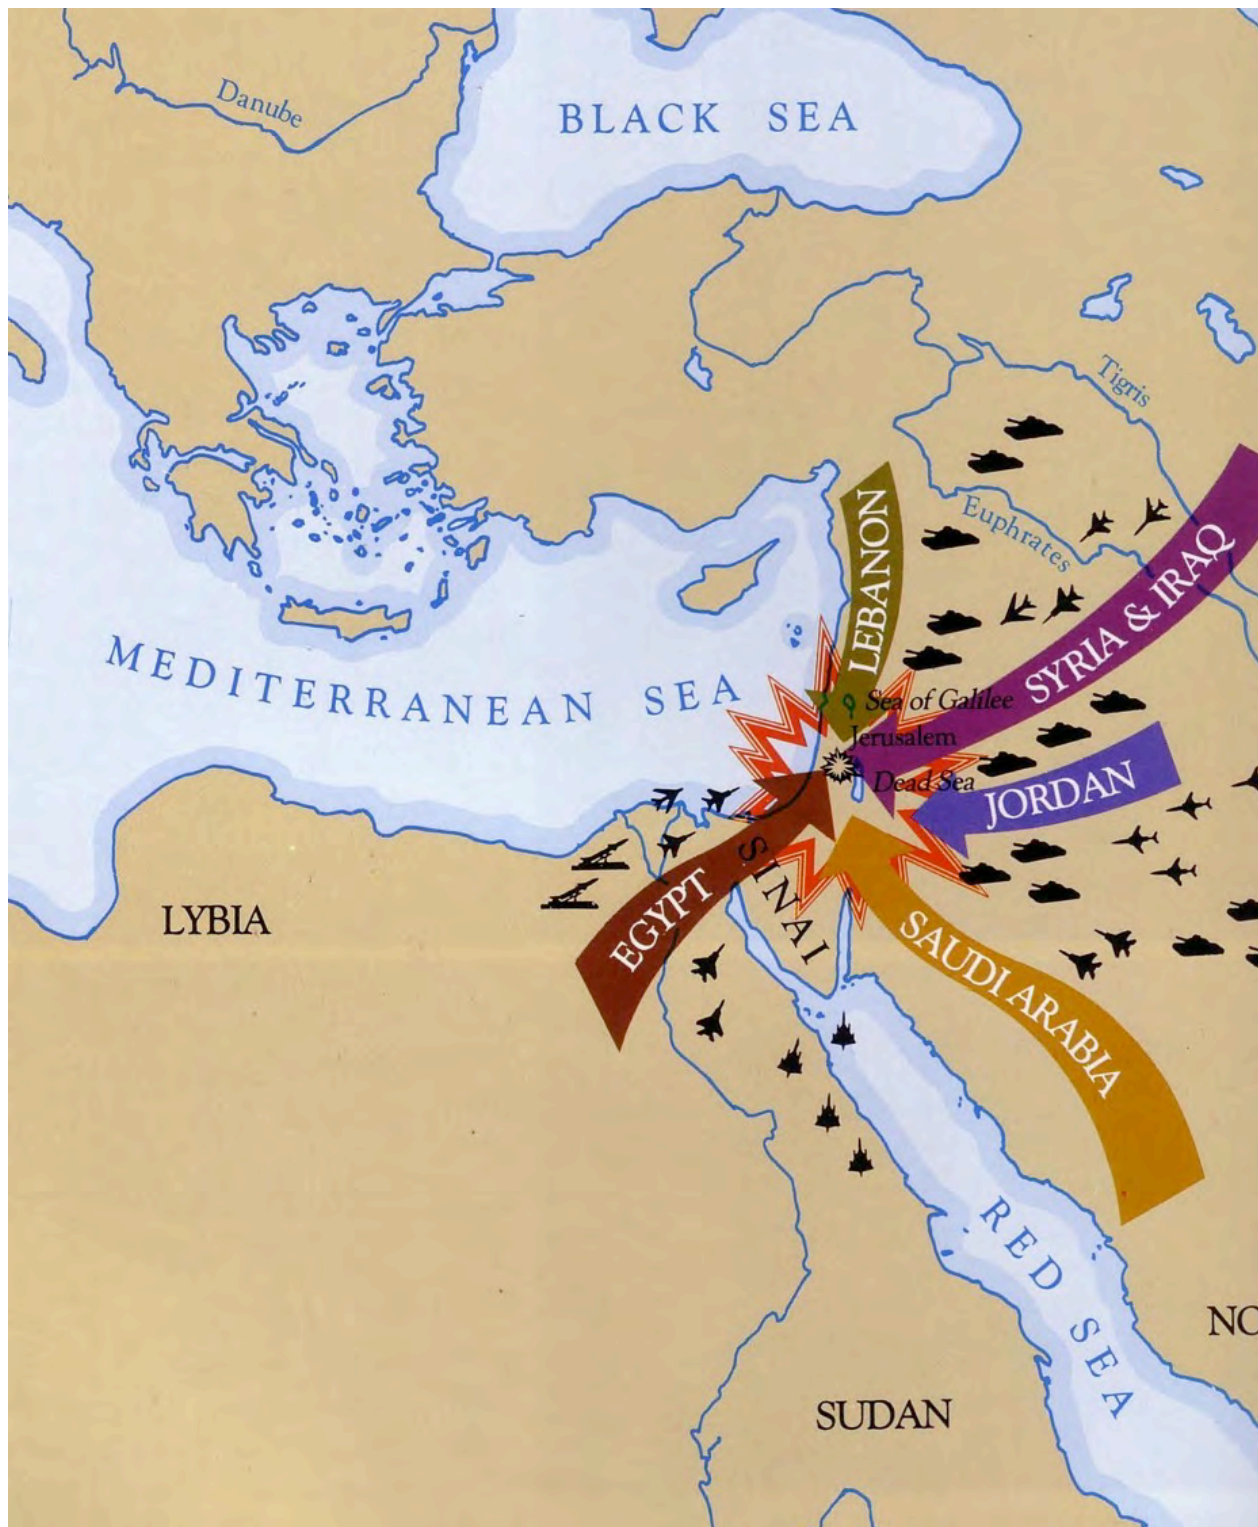 Danube
BLACK SEA
Tigris
Euphrates
LEBANON
SYRIA & IRAQ
MEDITERRANEAN SEA
Sea of Galilee
Jerusalem
Dead Sea
JORDAN
SINAI
EGYPT
LYBIA
SAUDI ARABIA
RED SEA
NO
SUDAN